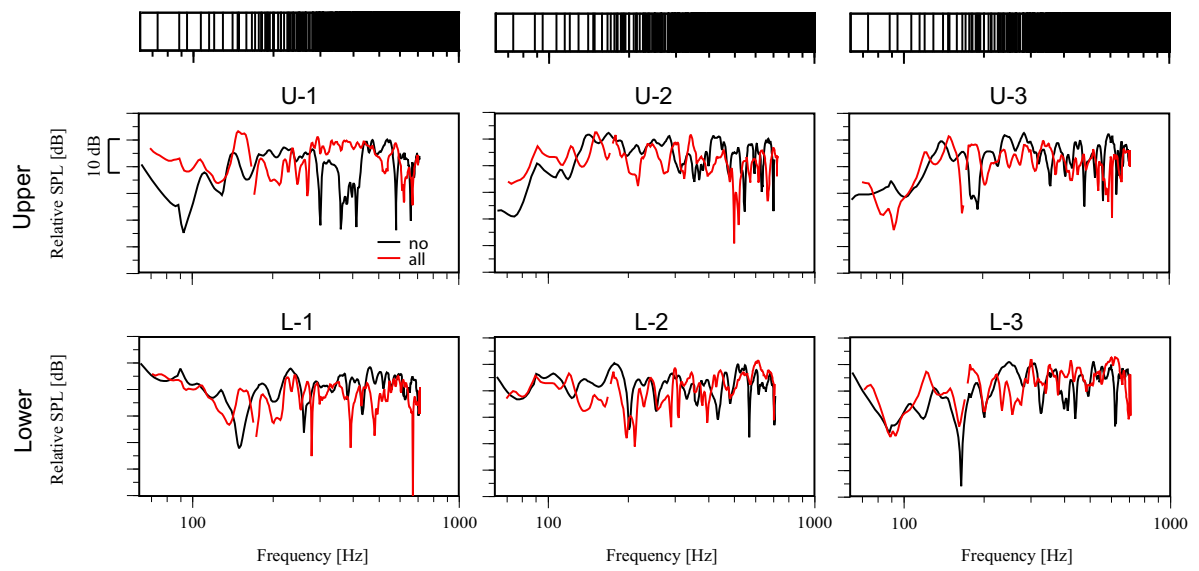 U-1 U-2 U-3
Upper
Relative SPL [dB]
10 dB
no
all
L-1 L-2 L-3
Lower
Relative SPL [dB]
100 1000 100 1000 100 1000
Frequency [Hz] Frequency [Hz] Frequency [Hz]